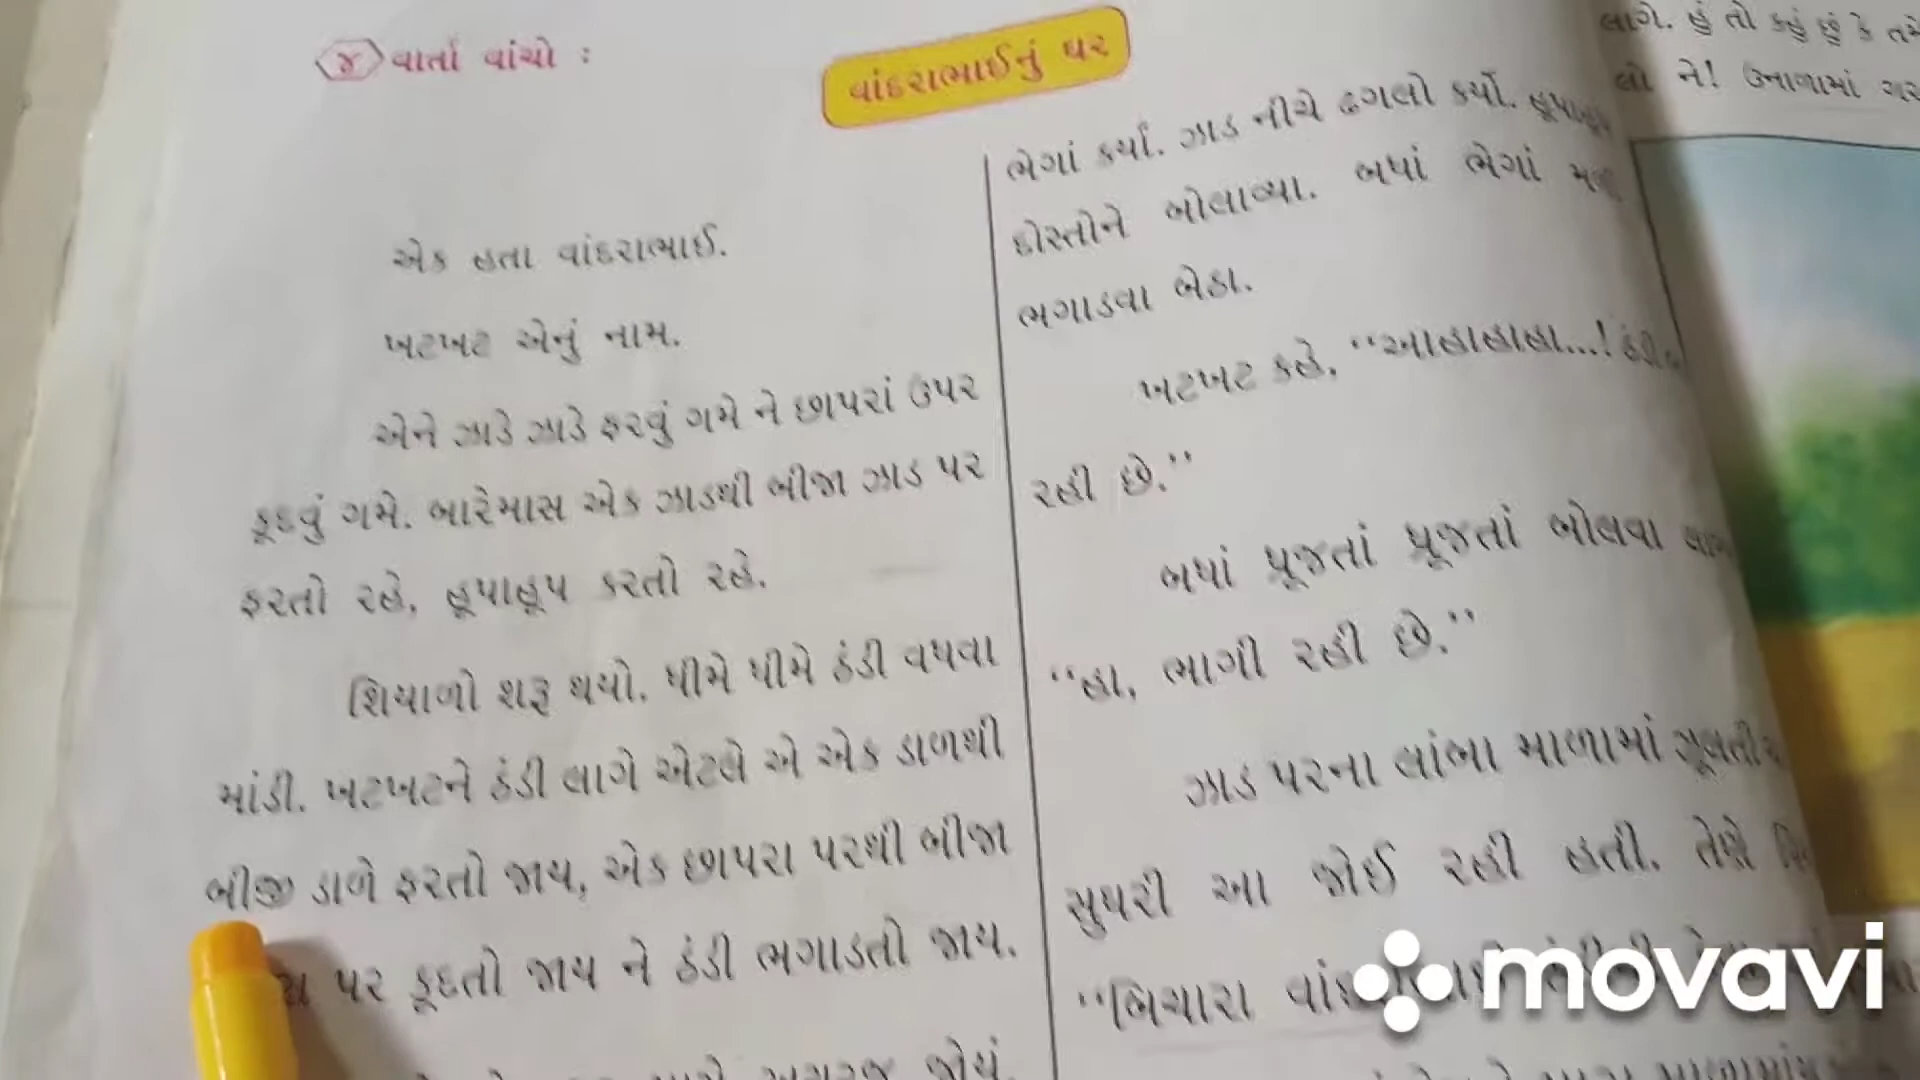 ૪ વાર્તા વાંચો :
વાંદરાભાઈનું ઘર
એક હતા વાંદરાભાઈ.
ખટખટ એનું નામ.
એને ઝાડે ઝાડે ફરવું ગમે ને છાપરાં ઉપર
કૂદવું ગમે. બારેમાસ એક ઝાડથી બીજા ઝાડ પર
ફરતો રહે, હૂપાહૂપ કરતો રહે.
શિયાળો શરૂ થયો. ધીમે ધીમે ઠંડી વધવા
માંડી. ખટખટને ઠંડી લાગે એટલે એ એક ડાળથી
બીજી ડાળે ફરતો જાય, એક છાપરા પરથી બીજા
પર કૂદતો જાય ને ઠંડી ભગાડતો જાય.
જોયું
ભેગાં કર્યાં. ઝાડ નીચે ઢગલો કર્યો.
દોસ્તોને બોલાવ્યા. બધાં ભેગાં
ભગાડવા બેઠા.
ખટખટ કહે, “આહાહાહા...! ઠંડી
રહી છે.”
બધાં ધ્રૂજતાં ધ્રૂજતાં બોલવા
“હા, ભાગી રહી છે.”
ઝાડ પરના લાંબા માળામાં ઝૂલતી
સુઘરી આ જોઈ રહી હતી. તેણે
“બિચારા
લાગે. હું તો કહું છું કે તમે
લો ને! ઉનાળામાં
movavi